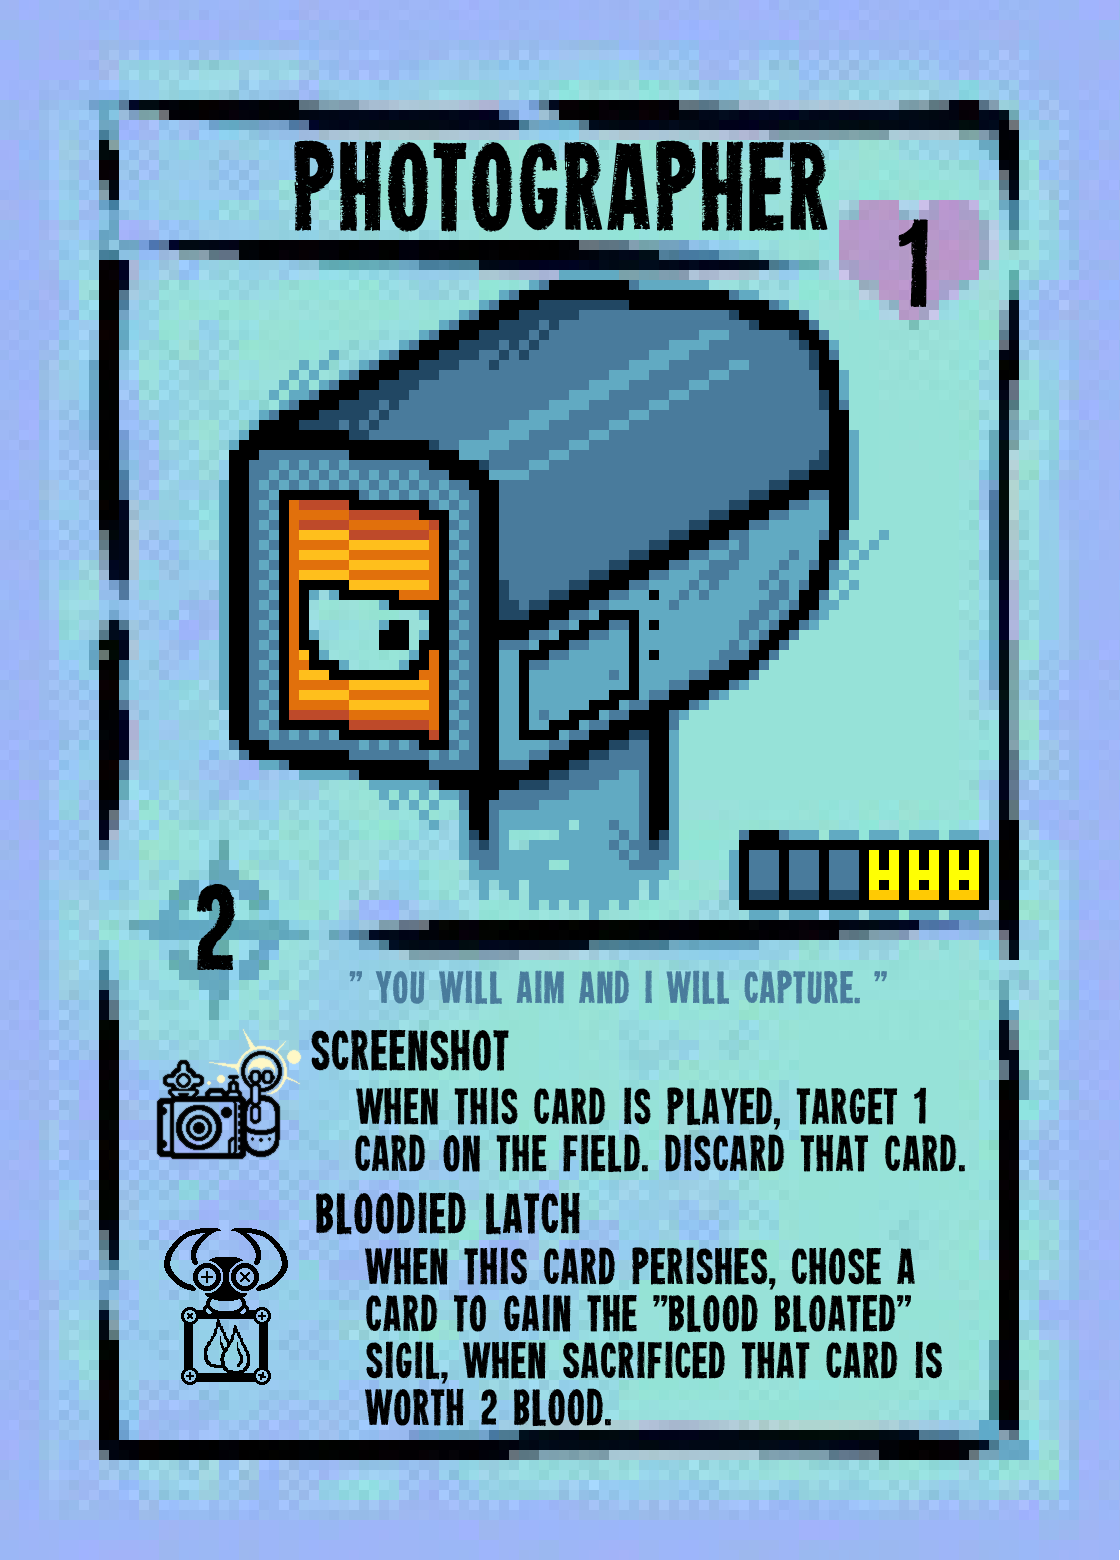 PHOTOGRAPHER
1
2
" YOU WILL AIM AND I WILL CAPTURE. "
SCREENSHOT
WHEN THIS CARD IS PLAYED, TARGET 1
CARD ON THE FIELD. DISCARD THAT CARD.
BLOODIED LATCH
WHEN THIS CARD PERISHES, CHOSE A
CARD TO GAIN THE "BLOOD BLOATED"
SIGIL, WHEN SACRIFICED THAT CARD IS
WORTH 2 BLOOD.